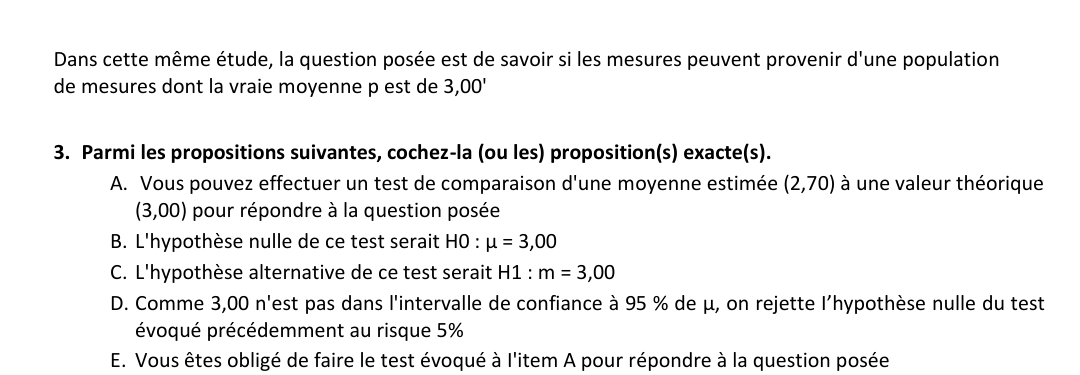 Dans cette même étude, la question posée est de savoir si les mesures peuvent provenir d'une population
de mesures dont la vraie moyenne p est de 3,00'
3. Parmi les propositions suivantes, cochez-la (ou les) proposition(s) exacte(s).
A. Vous pouvez effectuer un test de comparaison d'une moyenne estimée (2,70) à une valeur théorique
(3,00) pour répondre à la question posée
B. L'hypothèse nulle de ce test serait H0 : µ = 3,00
C. L'hypothèse alternative de ce test serait H1 : m = 3,00
D. Comme 3,00 n'est pas dans l'intervalle de confiance à 95 % de µ, on rejette I’hypothèse nulle du test
évoqué précédemment au risque 5%
E. Vous êtes obligé de faire le test évoqué à I'item A pour répondre à la question posée